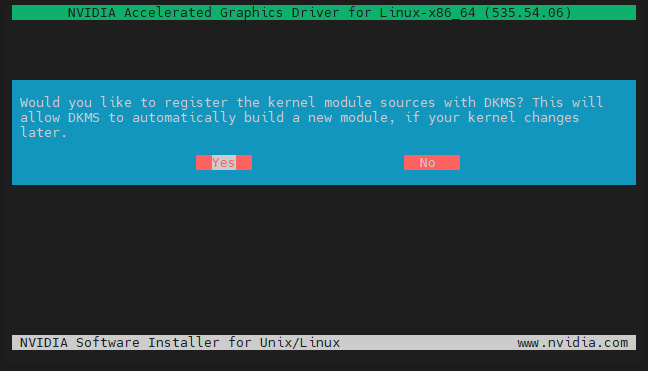 NVIDIA Accelerated Graphics Driver for Linux-x86_64 (535.54.06)
Would you like to register the kernel module sources with DKMS? This will
allow DKMS to automatically build a new module, if your kernel changes
later.
Yes No
NVIDIA Software Installer for Unix/Linux www.nvidia.com